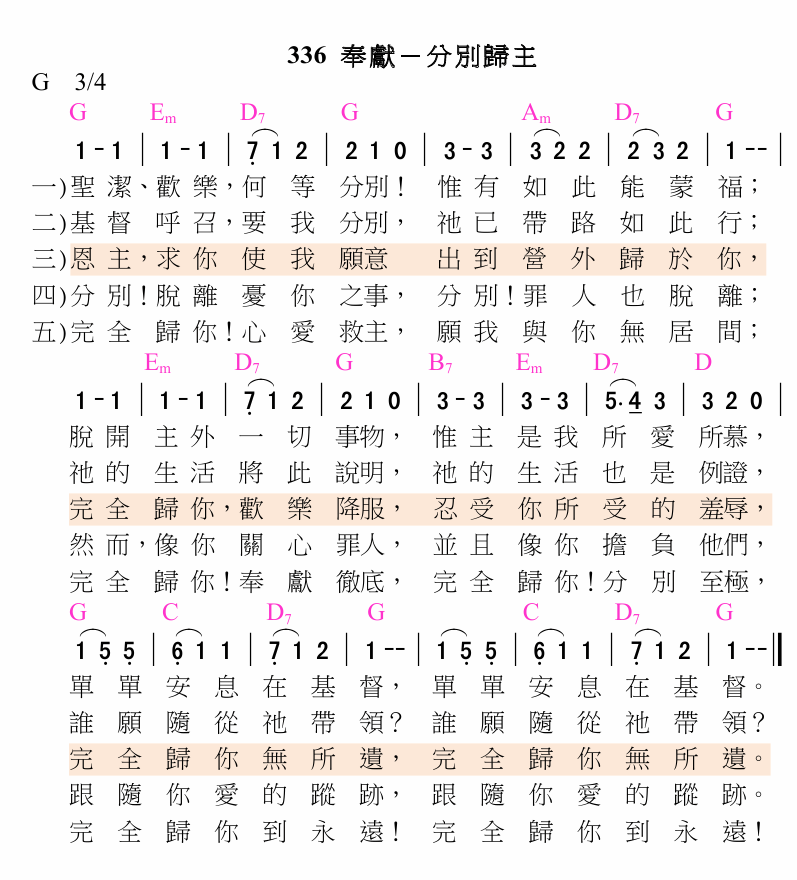 336 奉獻－分別歸主
G 3/4
G Em D7 G Am D7 G
1 - 1 | 1 - 1 | 7 1 2 | 2 1 0 | 3 - 3 | 3 2 2 | 2 3 2 | 1 - - |
一)聖潔、歡樂，何等分別！惟有如此能蒙福；
二)基督呼召，要我分別，祂已帶路如此行；
三)恩主，求你使我願意出到營外歸於你，
四)分別！脫離憂你之事，分別！罪人也脫離；
五)完全歸你！心愛救主，願我與你無居間；
Em D7 G B7 Em D7 D
1 - 1 | 1 - 1 | 7 1 2 | 2 1 0 | 3 - 3 | 3 - 3 | 5. 4 3 | 3 2 0 |
脫開主外一切事物，惟主是我所愛所慕，
祂的生活將此說明，祂的生活也是例證，
完全歸你，歡樂降服，忍受你所受的羞辱，
然而，像你關心罪人，並且像你擔負他們，
完全歸你！奉獻徹底，完全歸你！分別至極，
G C D7 G C D7 G
1 5 5 | 6 1 1 | 7 1 2 | 1 - - | 1 5 5 | 6 1 1 | 7 1 2 | 1 - - ||
單單安息在基督，單單安息在基督。
誰願隨從祂帶領？誰願隨從祂帶領？
完全歸你無所遺，完全歸你無所遺。
跟隨你愛的蹤跡，跟隨你愛的蹤跡。
完全歸你到永遠！完全歸你到永遠！